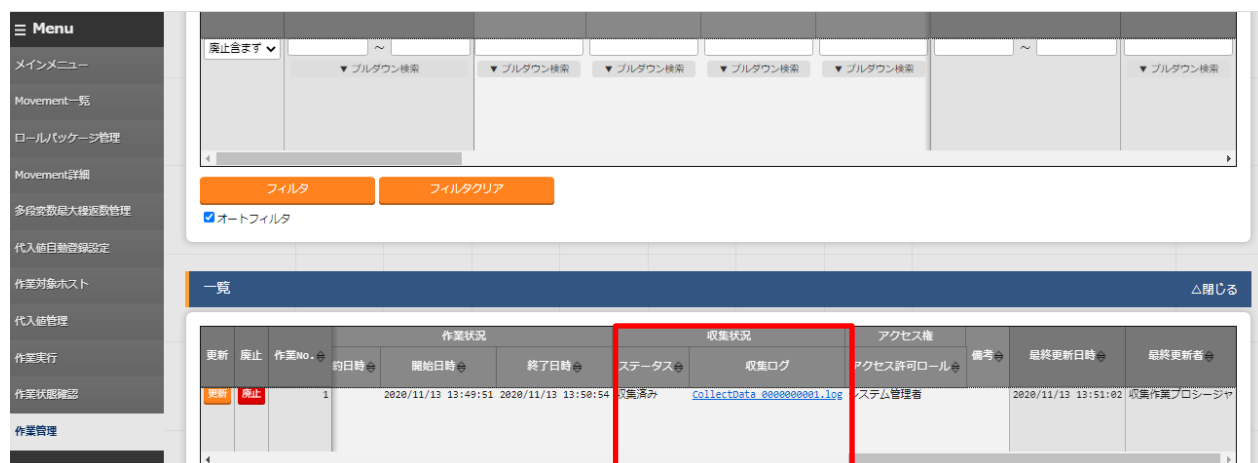 ☰ Menu
メインメニュー
Movement一覧
ロールパッケージ管理
Movement詳細
多段変数最大繰返数管理
代入値自動登録設定
作業対象ホスト
代入値管理
作業実行
作業状態確認
作業管理
廃止含まず
～
～
▼ プルダウン検索
▼ プルダウン検索
▼ プルダウン検索
▼ プルダウン検索
▼ プルダウン検索
▼ プルダウン検索
フィルタ
フィルタクリア
オートフィルタ
一覧
△閉じる
作業状況
収集状況
アクセス権
更新
廃止
作業No.
約日時
開始日時
終了日時
ステータス
収集ログ
アクセス許可ロール
備考
最終更新日時
最終更新者
更新
廃止
1
2020/11/13 13:49:51
2020/11/13 13:50:54
収集済み
CollectData_0000000001.log
システム管理者
2020/11/13 13:51:02
収集作業プロシージャ